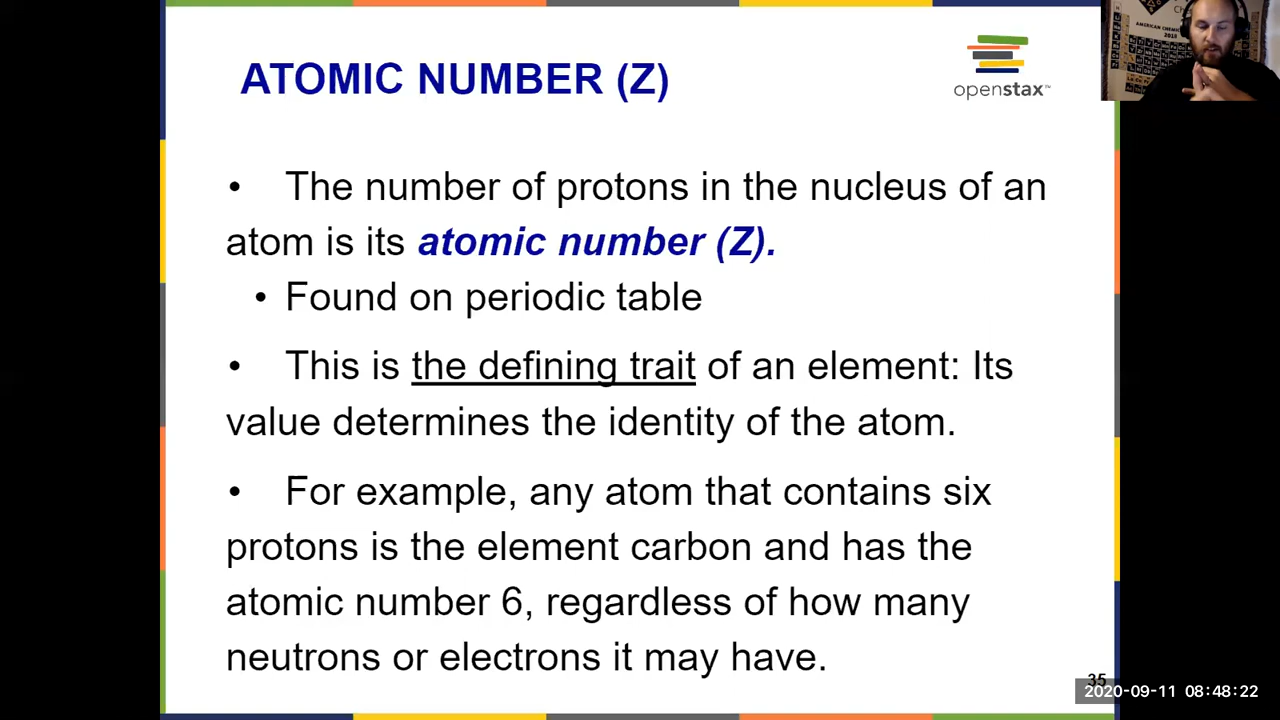 ATOMIC NUMBER (Z)
openstax™
AMERICAN CHEMI
• The number of protons in the nucleus of an
atom is its atomic number (Z).
• Found on periodic table
• This is the defining trait of an element: Its
value determines the identity of the atom.
• For example, any atom that contains six
protons is the element carbon and has the
atomic number 6, regardless of how many
neutrons or electrons it may have.
35
2020-09-11 08:48:22